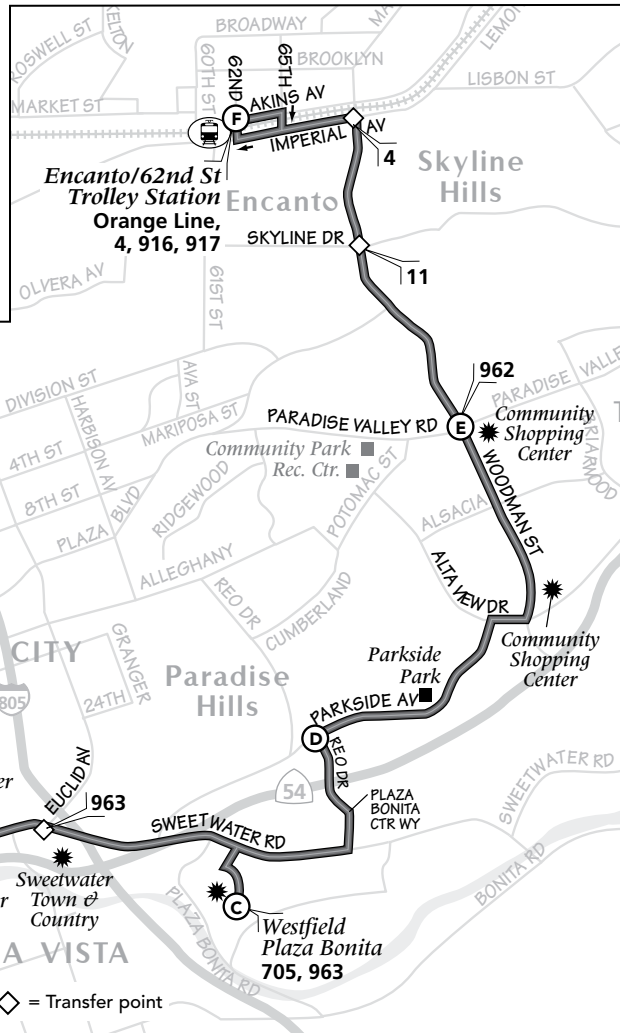 BROADWAY
ROSWELL ST
KELTON
MA
60TH ST
62ND
65TH
BROOKLYN
LEMO
LISBON ST
MARKET ST
F
AKINS AV
IMPERIAL AV
4
Encanto/62nd St
Trolley Station
Orange Line,
4, 916, 917
Encanto
Skyline
Hills
SKYLINE DR
11
OLVERA AV
61ST ST
DIVISION ST
AVA ST
HARBISON AV
MARIPOSA ST
962
PARADISE VALLE
PARADISE VALLEY RD
E
Community
Shopping
Center
T
BRIARWOOD
4TH ST
8TH ST
PLAZA BLVD
RIDGEWOOD
Community Park
Rec. Ctr.
POTOMAC ST
WOODMAN ST
ALSACIA
ALLEGHANY
REO DR
CUMBERLAND
ALTA VIEW DR
Community
Shopping
Center
CITY
GRANGER
24TH
805
Paradise
Hills
Parkside
Park
PARKSIDE AV
D
REO DR
54
PLAZA
BONITA
CTR WY
SWEETWATER RD
er
EUCLID AV
963
SWEETWATER RD
BONITA RD
Sweetwater
Town &
Country
r
PLAZA BONITA RD
C
Westfield
Plaza Bonita
705, 963
A VISTA
= Transfer point